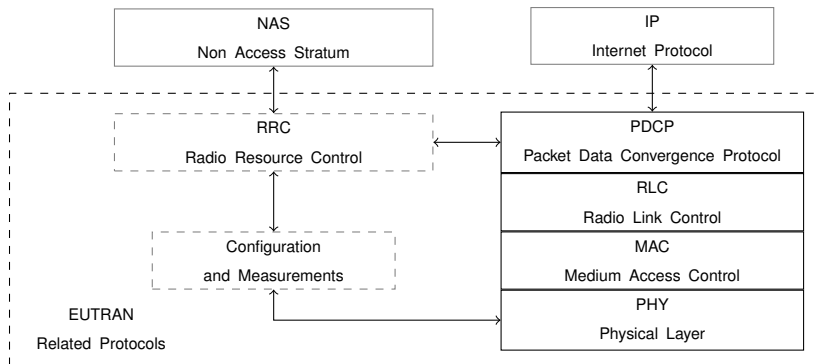 NAS
Non Access Stratum
IP
Internet Protocol
RRC
Radio Resource Control
PDCP
Packet Data Convergence Protocol
RLC
Radio Link Control
Configuration
and Measurements
MAC
Medium Access Control
EUTRAN
Related Protocols
PHY
Physical Layer